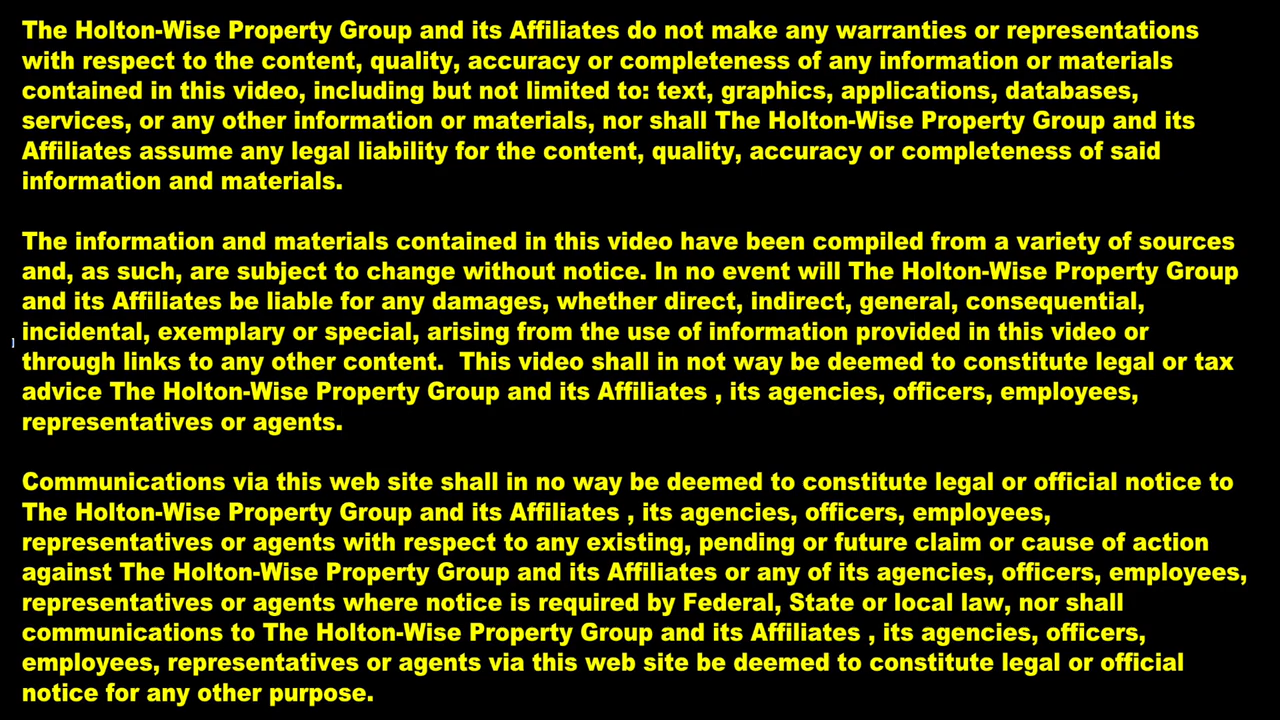 The Holton-Wise Property Group and its Affiliates do not make any warranties or representations
with respect to the content, quality, accuracy or completeness of any information or materials
contained in this video, including but not limited to: text, graphics, applications, databases,
services, or any other information or materials, nor shall The Holton-Wise Property Group and its
Affiliates assume any legal liability for the content, quality, accuracy or completeness of said
information and materials.
The information and materials contained in this video have been compiled from a variety of sources
and, as such, are subject to change without notice. In no event will The Holton-Wise Property Group
and its Affiliates be liable for any damages, whether direct, indirect, general, consequential,
incidental, exemplary or special, arising from the use of information provided in this video or
through links to any other content.  This video shall in not way be deemed to constitute legal or tax
advice The Holton-Wise Property Group and its Affiliates , its agencies, officers, employees,
representatives or agents.
Communications via this web site shall in no way be deemed to constitute legal or official notice to
The Holton-Wise Property Group and its Affiliates , its agencies, officers, employees,
representatives or agents with respect to any existing, pending or future claim or cause of action
against The Holton-Wise Property Group and its Affiliates or any of its agencies, officers, employees,
representatives or agents where notice is required by Federal, State or local law, nor shall
communications to The Holton-Wise Property Group and its Affiliates , its agencies, officers,
employees, representatives or agents via this web site be deemed to constitute legal or official
notice for any other purpose.